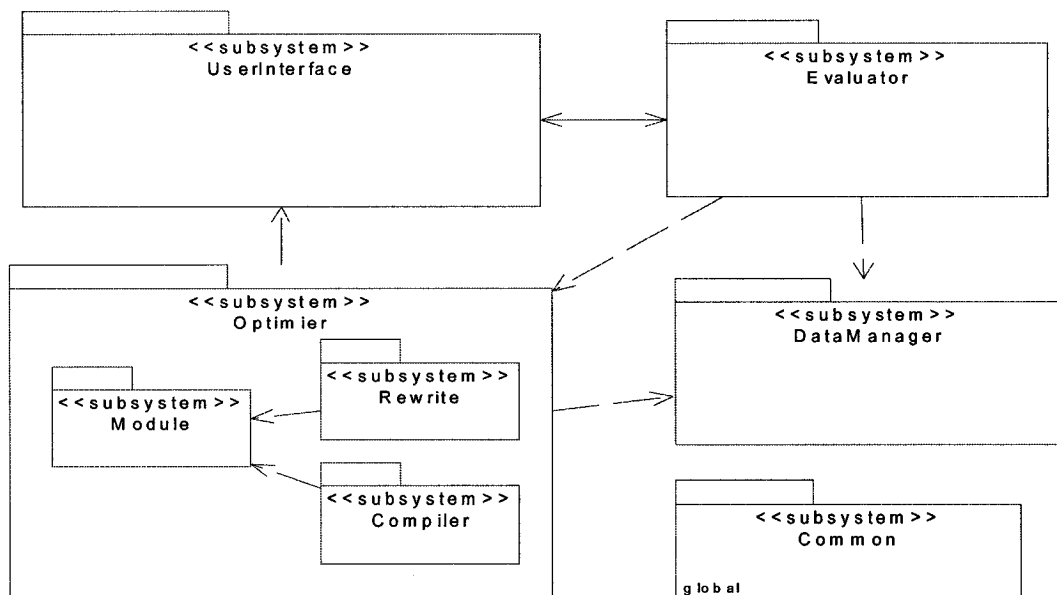 <<subsystem>>
UserInterface
<<subsystem>>
Evaluator
<<subsystem>>
Optimier
<<subsystem>>
DataManager
<<subsystem>>
Rewrite
<<subsystem>>
Module
<<subsystem>>
Compiler
<<subsystem>>
Common
global